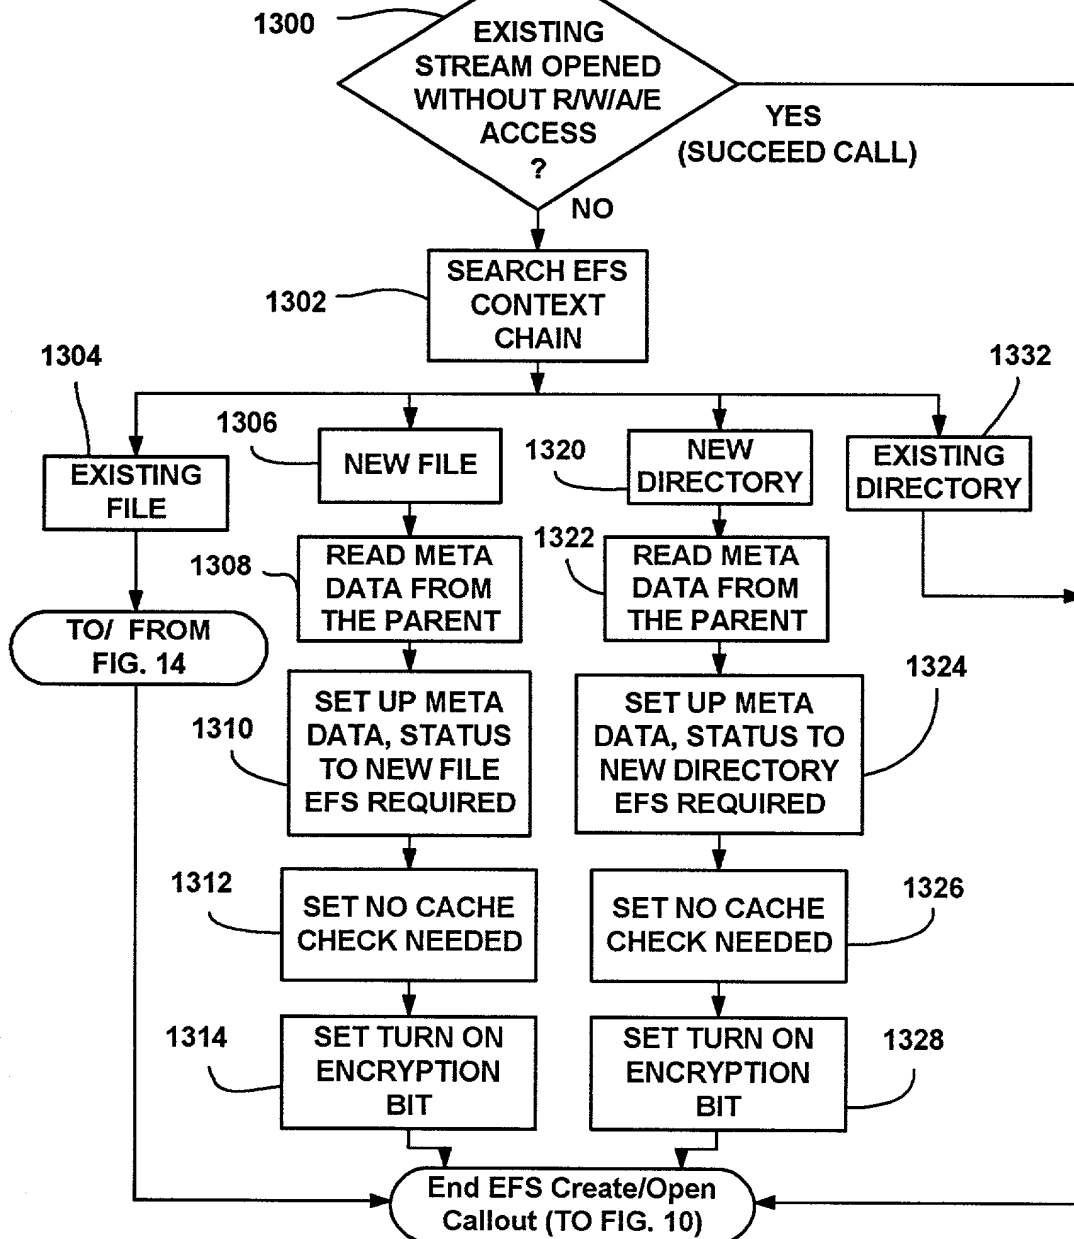 1300
EXISTING
STREAM OPENED
WITHOUT R/W/A/E
ACCESS
?
YES
(SUCCEED CALL)
NO
1302
SEARCH EFS
CONTEXT
CHAIN
1304
EXISTING
FILE
TO/ FROM
FIG. 14
1306
NEW FILE
1308
READ META
DATA FROM
THE PARENT
1310
SET UP META
DATA, STATUS
TO NEW FILE
EFS REQUIRED
1312
SET NO CACHE
CHECK NEEDED
1314
SET TURN ON
ENCRYPTION
BIT
1320
NEW
DIRECTORY
1322
READ META
DATA FROM
THE PARENT
1324
SET UP META
DATA, STATUS TO
NEW DIRECTORY
EFS REQUIRED
1326
SET NO CACHE
CHECK NEEDED
1328
SET TURN ON
ENCRYPTION
BIT
1332
EXISTING
DIRECTORY
End EFS Create/Open
Callout (TO FIG. 10)